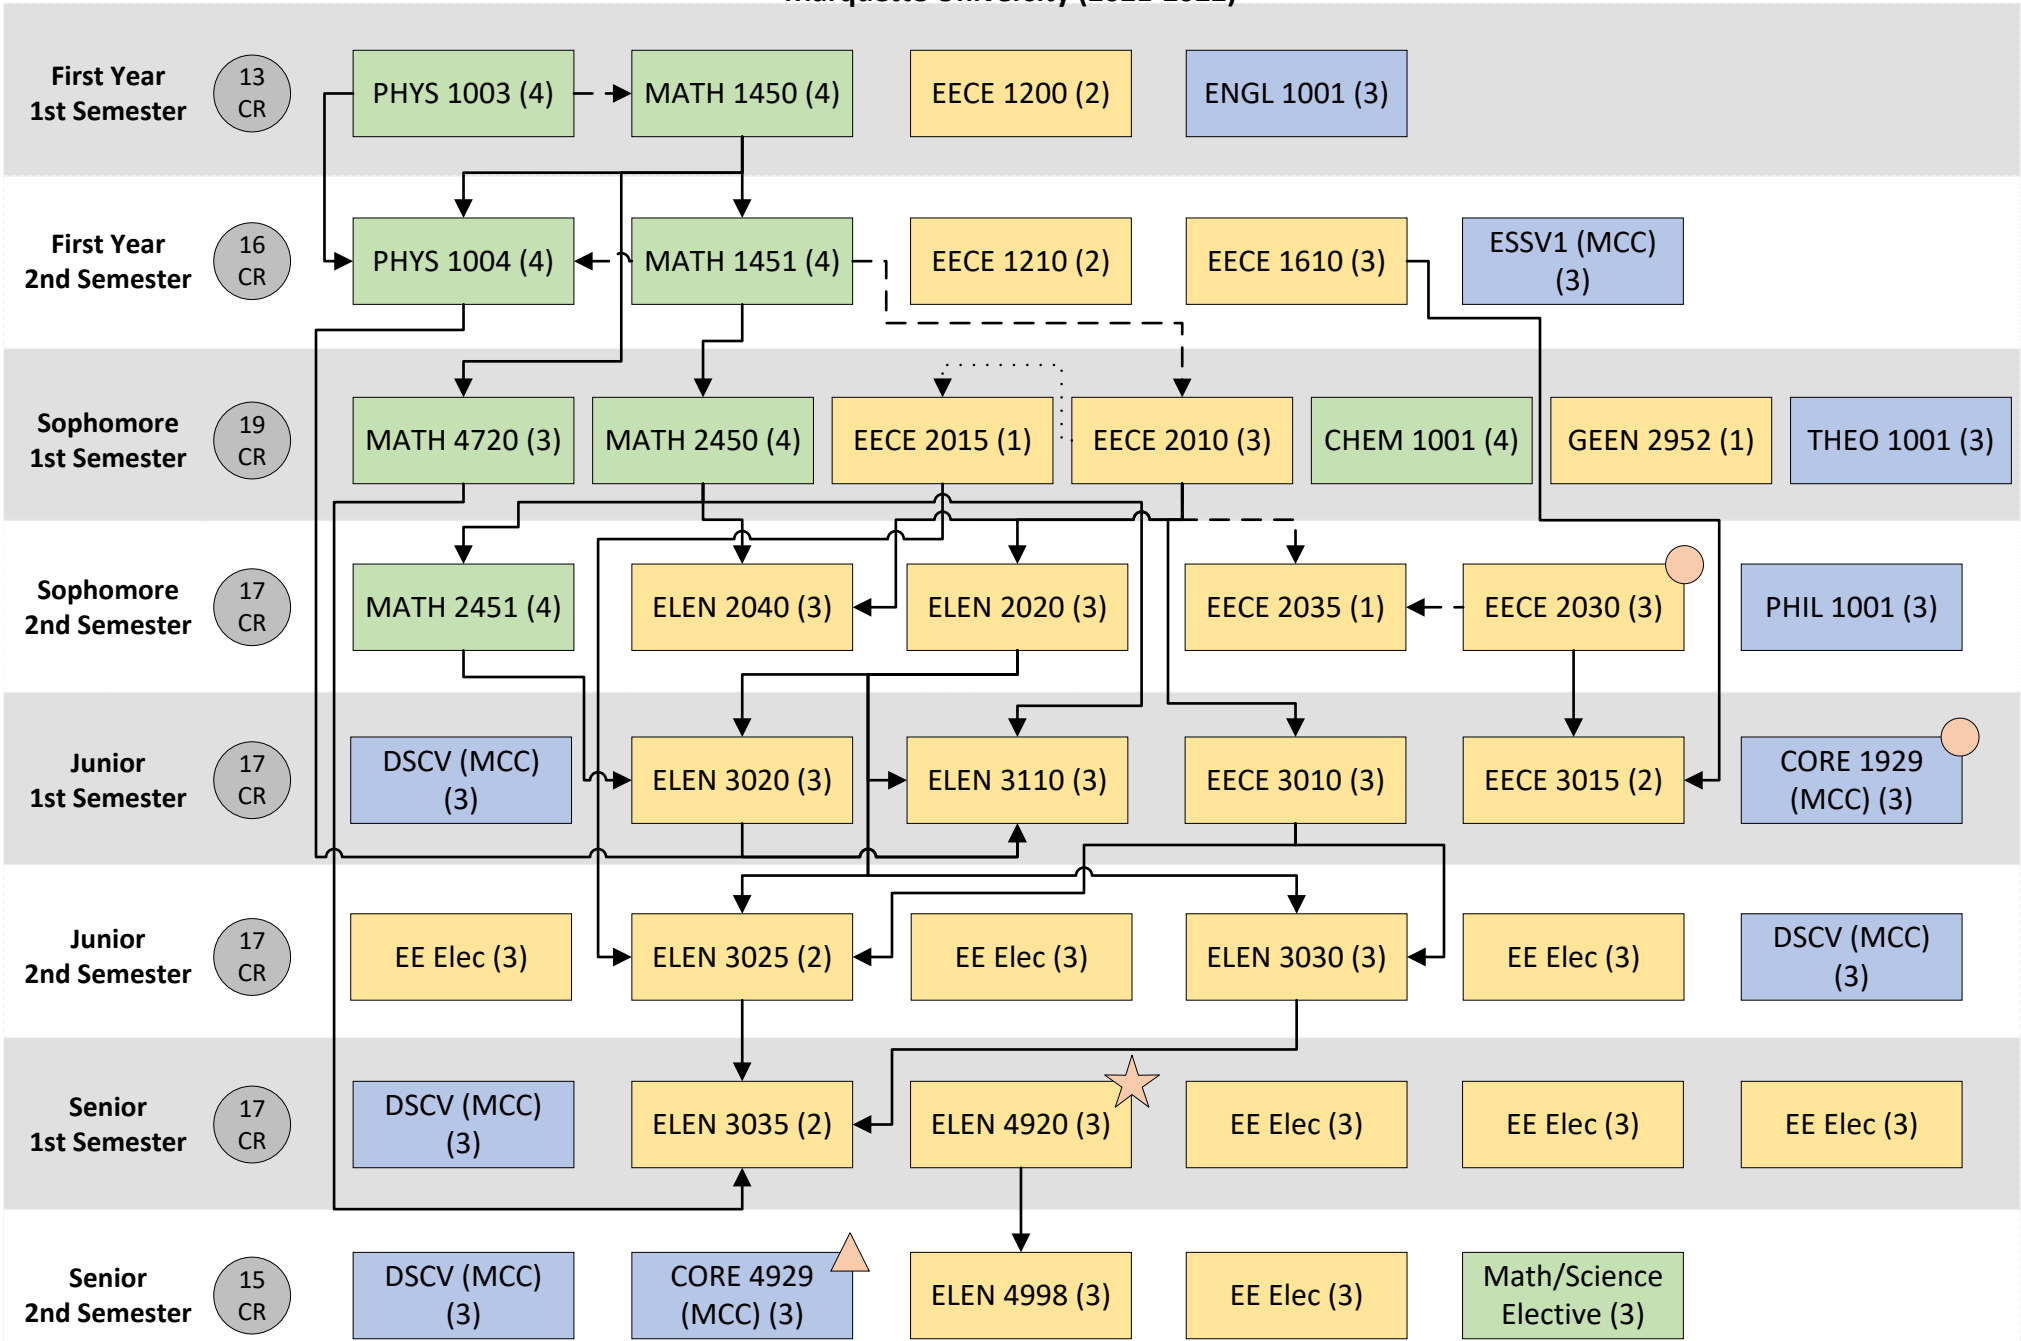 Marquette University (2021-2022)
First Year
1st Semester
13
CR
PHYS 1003 (4)
MATH 1450 (4)
EECE 1200 (2)
ENGL 1001 (3)
First Year
2nd Semester
16
CR
PHYS 1004 (4)
MATH 1451 (4)
EECE 1210 (2)
EECE 1610 (3)
ESSV1 (MCC)
(3)
Sophomore
1st Semester
19
CR
MATH 4720 (3)
MATH 2450 (4)
EECE 2015 (1)
EECE 2010 (3)
CHEM 1001 (4)
GEEN 2952 (1)
THEO 1001 (3)
Sophomore
2nd Semester
17
CR
MATH 2451 (4)
ELEN 2040 (3)
ELEN 2020 (3)
EECE 2035 (1)
EECE 2030 (3)
PHIL 1001 (3)
Junior
1st Semester
17
CR
DSCV (MCC)
(3)
ELEN 3020 (3)
ELEN 3110 (3)
EECE 3010 (3)
EECE 3015 (2)
CORE 1929
(MCC) (3)
Junior
2nd Semester
17
CR
EE Elec (3)
ELEN 3025 (2)
EE Elec (3)
ELEN 3030 (3)
EE Elec (3)
DSCV (MCC)
(3)
Senior
1st Semester
17
CR
DSCV (MCC)
(3)
ELEN 3035 (2)
ELEN 4920 (3)
EE Elec (3)
EE Elec (3)
EE Elec (3)
Senior
2nd Semester
15
CR
DSCV (MCC)
(3)
CORE 4929
(MCC) (3)
ELEN 4998 (3)
EE Elec (3)
Math/Science
Elective (3)